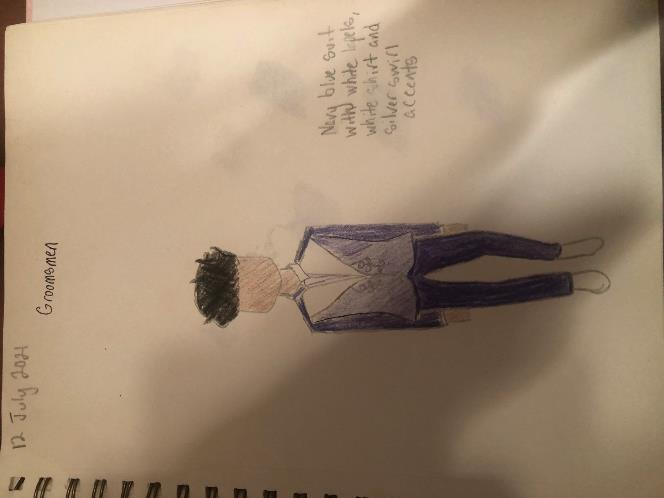 12 July 2021
Groomsmen
Navy blue suit
with white lapels,
white shirt and
silver swirl
accents